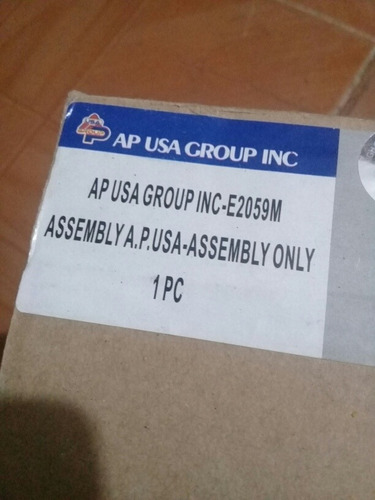 AP USA GROUP INC
AP USA GROUP INC-E2059M
ASSEMBLY A.P.USA-ASSEMBLY ONLY
1 PC